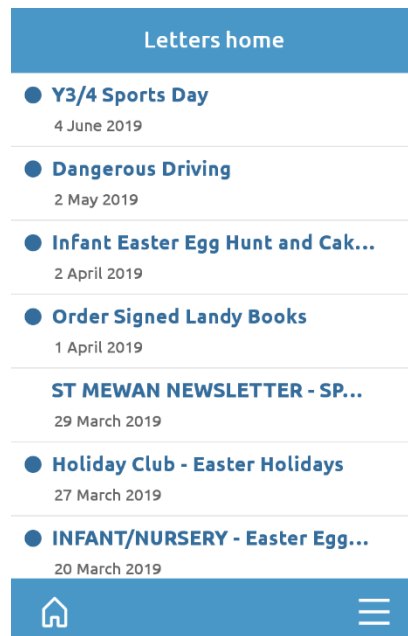 Letters home
Y3/4 Sports Day
4 June 2019
Dangerous Driving
2 May 2019
Infant Easter Egg Hunt and Cak...
2 April 2019
Order Signed Landy Books
1 April 2019
ST MEWAN NEWSLETTER - SP...
29 March 2019
Holiday Club - Easter Holidays
27 March 2019
INFANT/NURSERY - Easter Egg...
20 March 2019